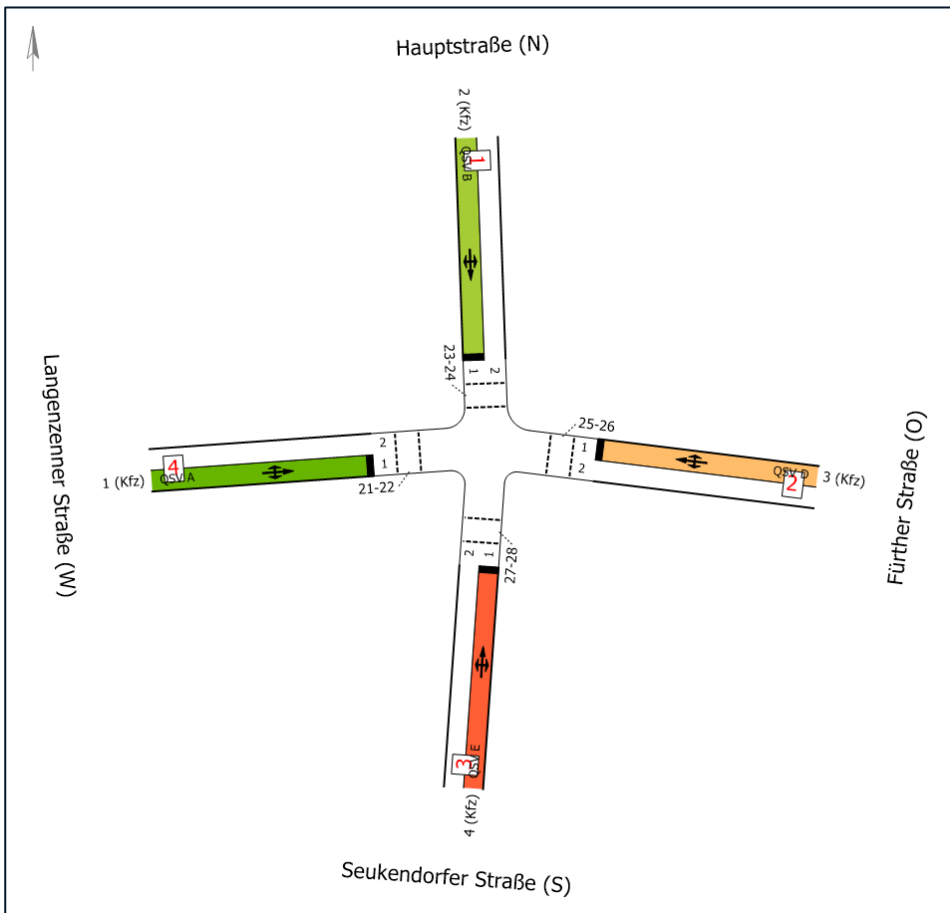 Hauptstraße (N)
2 (Kfz)
QSV B
1
23-24
1
2
25-26
Langenzenner Straße (W)
2
1
4
QSV A
1 (Kfz)
21-22
1
2
QSV D
2
3 (Kfz)
Fürther Straße (O)
2
1
27-28
3
QSV E
4 (Kfz)
Seukendorfer Straße (S)